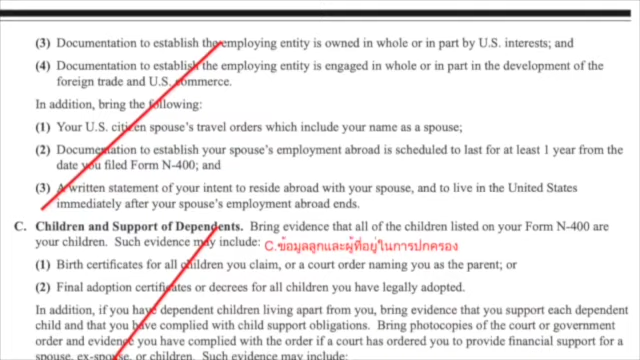 (3) Documentation to establish the employing entity is owned in whole or in part by U.S. interests; and
(4) Documentation to establish the employing entity is engaged in whole or in part in the development of the
foreign trade and U.S. commerce.
In addition, bring the following:
(1) Your U.S. citizen spouse's travel orders which include your name as a spouse;
(2) Documentation to establish your spouse's employment abroad is scheduled to last for at least 1 year from the
date you filed Form N-400; and
(3) A written statement of your intent to reside abroad with your spouse, and to live in the United States
immediately after your spouse's employment abroad ends.
C. Children and Support of Dependents. Bring evidence that all of the children listed on your Form N-400 are
your children. Such evidence may include: C.ข้อมูลลูกและผู้ที่อยู่ในการปกครอง
(1) Birth certificates for all children you claim, or a court order naming you as the parent; or
(2) Final adoption certificates or decrees for all children you have legally adopted.
In addition, if you have dependent children living apart from you, bring evidence that you support each dependent
child and that you have complied with child support obligations. Bring photocopies of the court or government
order and evidence you have complied with the order if a court has ordered you to provide financial support for a
spouse, ex-spouse, or children. Such evidence may include: